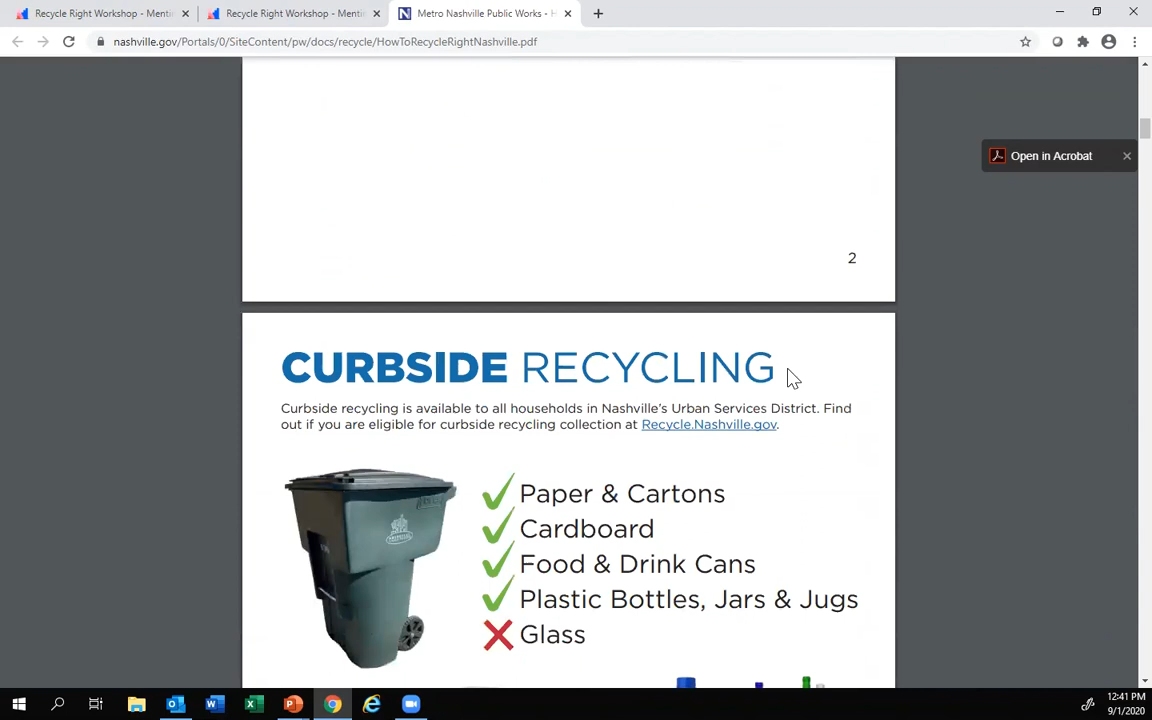 Recycle Right Workshop - Menti
Recycle Right Workshop - Menti
Metro Nashville Public Works - H
nashville.gov/Portals/0/SiteContent/pw/docs/recycle/HowToRecycleRightNashville.pdf
Open in Acrobat
2
CURBSIDE RECYCLING
Curbside recycling is available to all households in Nashville's Urban Services District. Find
out if you are eligible for curbside recycling collection at Recycle.Nashville.gov.
Paper & Cartons
Cardboard
Food & Drink Cans
Plastic Bottles, Jars & Jugs
Glass
12:41 PM
9/1/2020